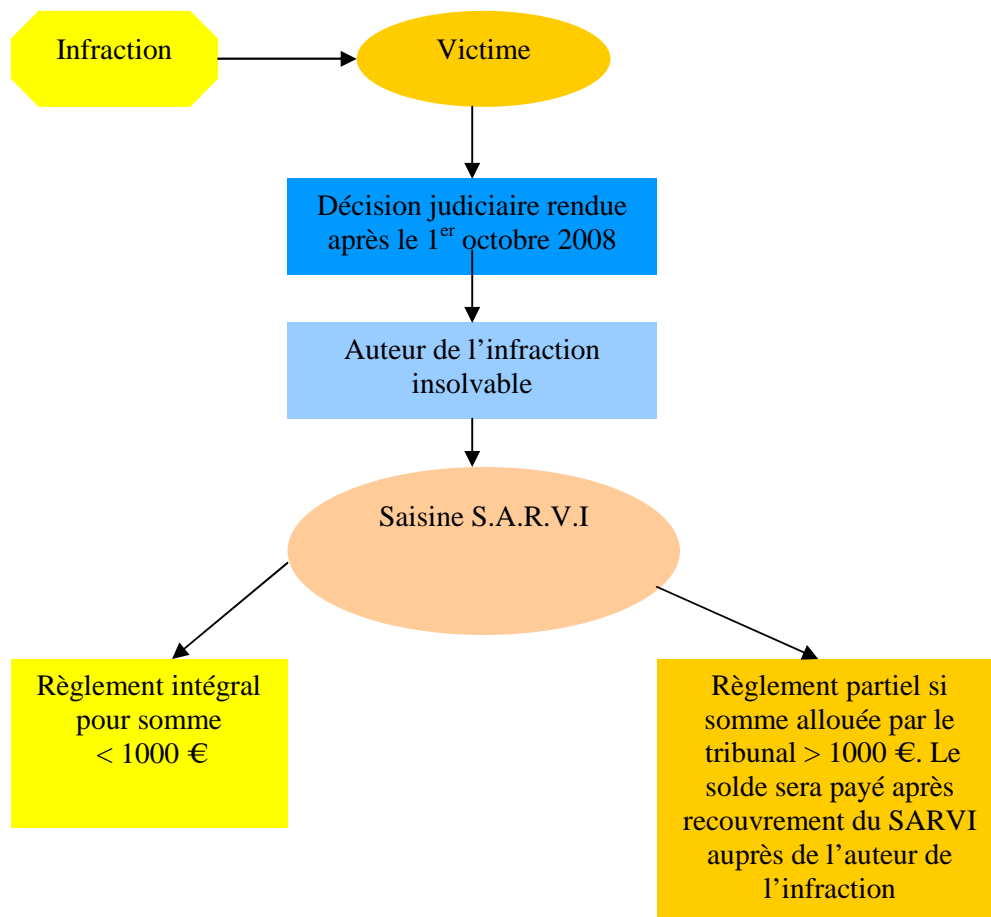 Infraction
Victime
Décision judiciaire rendue
après le 1er octobre 2008
Auteur de l’infraction
insolvable
Saisine S.A.R.V.I
Règlement intégral
pour somme
< 1000 €
Règlement partiel si
somme allouée par le
tribunal > 1000 €. Le
solde sera payé après
recouvrement du SARVI
auprès de l’auteur de
l’infraction